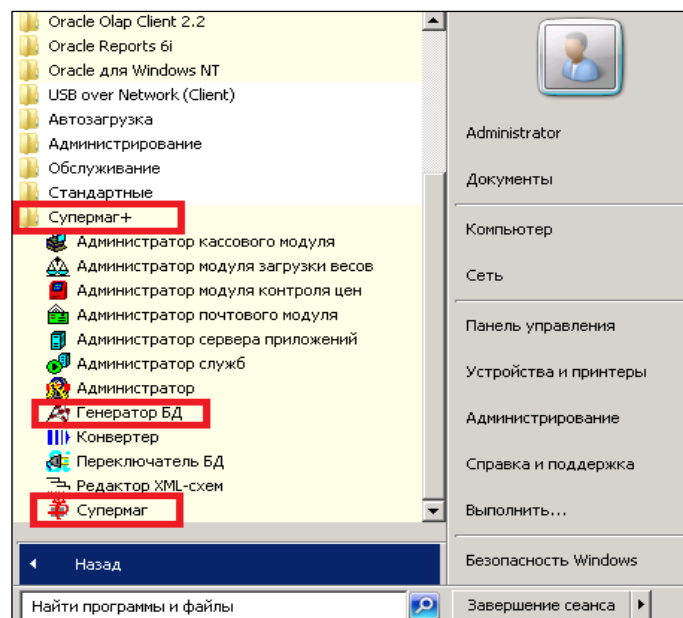 Oracle Olap Client 2.2
Oracle Reports 6i
Oracle для Windows NT
USB over Network (Client)
Автозагрузка
Администрирование
Обслуживание
Стандартные
Супермаг+
Администратор кассового модуля
Администратор модуля загрузки весов
Администратор модуля контроля цен
Администратор почтового модуля
Администратор сервера приложений
Администратор служб
Администратор
Генератор БД
Конвертер
Переключатель БД
Редактор XML-схем
Супермаг
Назад
Найти программы и файлы
Administrator
Документы
Компьютер
Сеть
Панель управления
Устройства и принтеры
Администрирование
Справка и поддержка
Выполнить...
Безопасность Windows
Завершение сеанса